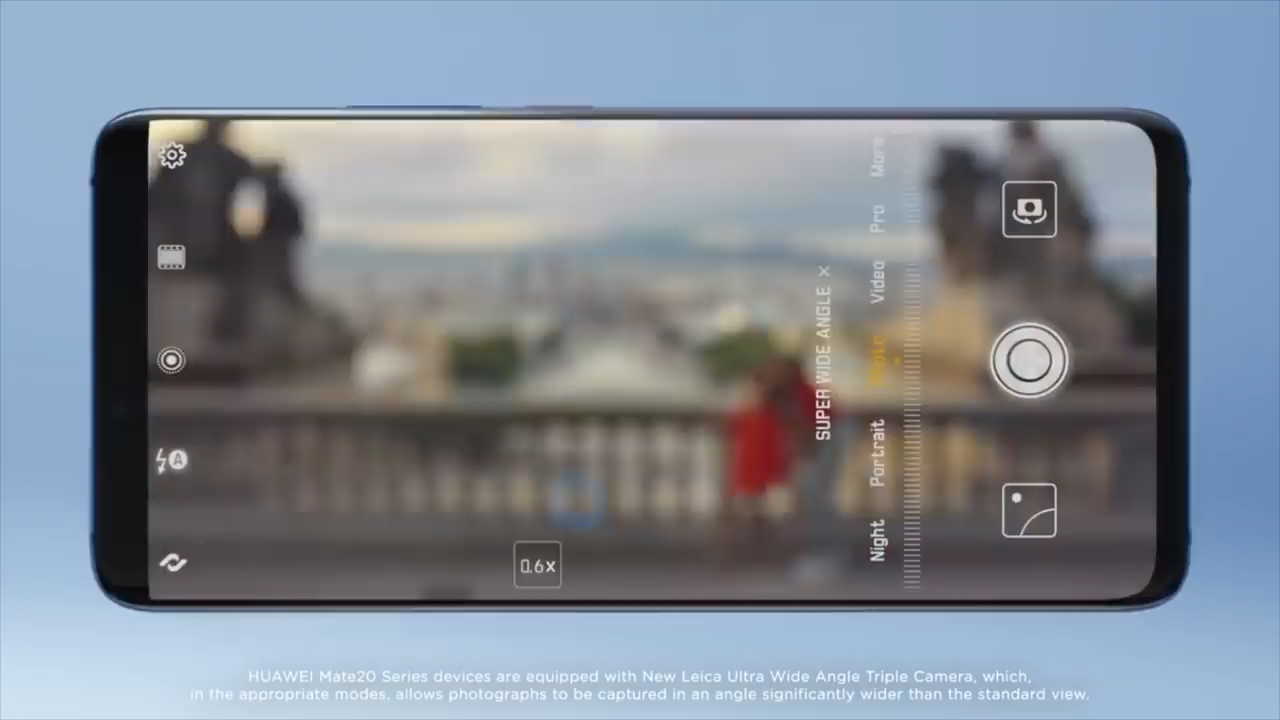 More
Pro
Video
Portrait
Night
SUPER WIDE ANGLE ×
A
0.6x
HUAWEI Mate20 Series devices are equipped with New Leica Ultra Wide Angle Triple Camera, which,
in the appropriate modes, allows photographs to be captured in an angle significantly wider than the standard view.